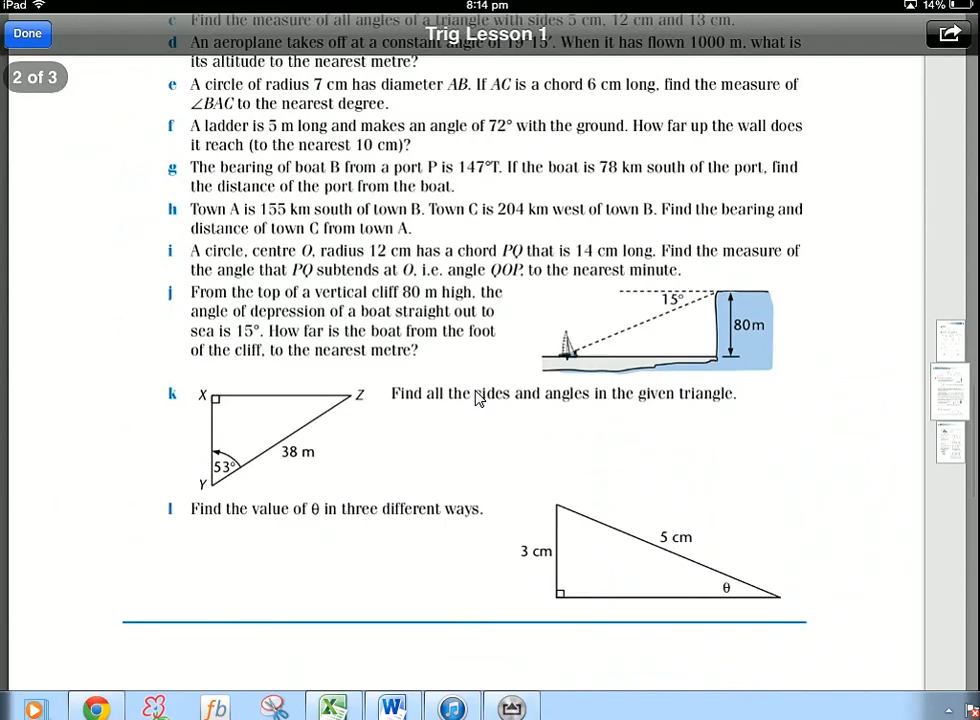 iPad
8:14 pm
14%
c Find the measure of all angles of a triangle with sides 5 cm, 12 cm and 13 cm.
Done
Trig Lesson 1
d An aeroplane takes off at a constant angle of 19°15′. When it has flown 1000 m, what is
its altitude to the nearest metre?
2 of 3
e A circle of radius 7 cm has diameter AB. If AC is a chord 6 cm long, find the measure of
∠BAC to the nearest degree.
f A ladder is 5 m long and makes an angle of 72° with the ground. How far up the wall does
it reach (to the nearest 10 cm)?
g The bearing of boat B from a port P is 147°T. If the boat is 78 km south of the port, find
the distance of the port from the boat.
h Town A is 155 km south of town B. Town C is 204 km west of town B. Find the bearing and
distance of town C from town A.
i A circle, centre O, radius 12 cm has a chord PQ that is 14 cm long. Find the measure of
the angle that PQ subtends at O, i.e. angle QOP, to the nearest minute.
j From the top of a vertical cliff 80 m high, the
angle of depression of a boat straight out to
sea is 15°. How far is the boat from the foot
of the cliff, to the nearest metre?
15°
80m
k Find all the sides and angles in the given triangle.
X
Z
38 m
53°
Y
l Find the value of θ in three different ways.
5 cm
3 cm
θ
fb